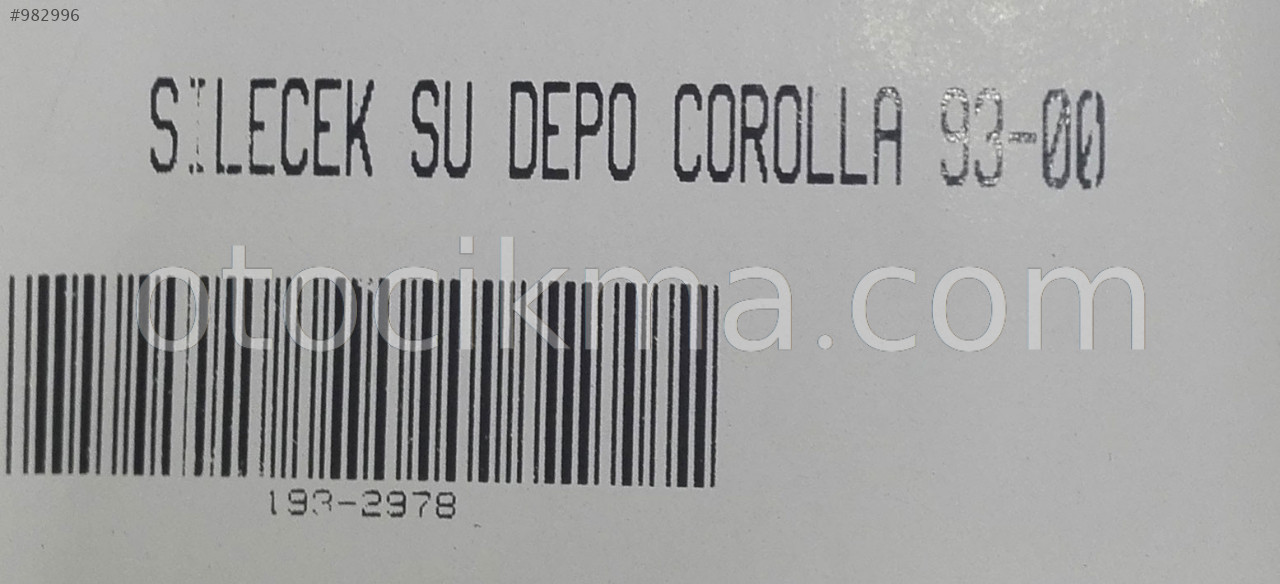 #982996
SİLECEK SU DEPO COROLLA 93-00
otocikma.com
193-2978